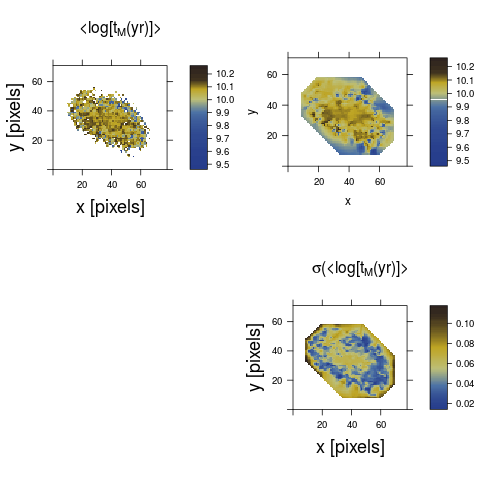 <log[tM(yr)]>
60
40
20
20 40 60
y [pixels]
x [pixels]
10.2
10.1
10.0
9.9
9.8
9.7
9.6
9.5
60
40
20
20 40 60
y
x
10.2
10.1
10.0
9.9
9.8
9.7
9.6
9.5
σ(<log[tM(yr)]>
60
40
20
20 40 60
y [pixels]
x [pixels]
0.10
0.08
0.06
0.04
0.02